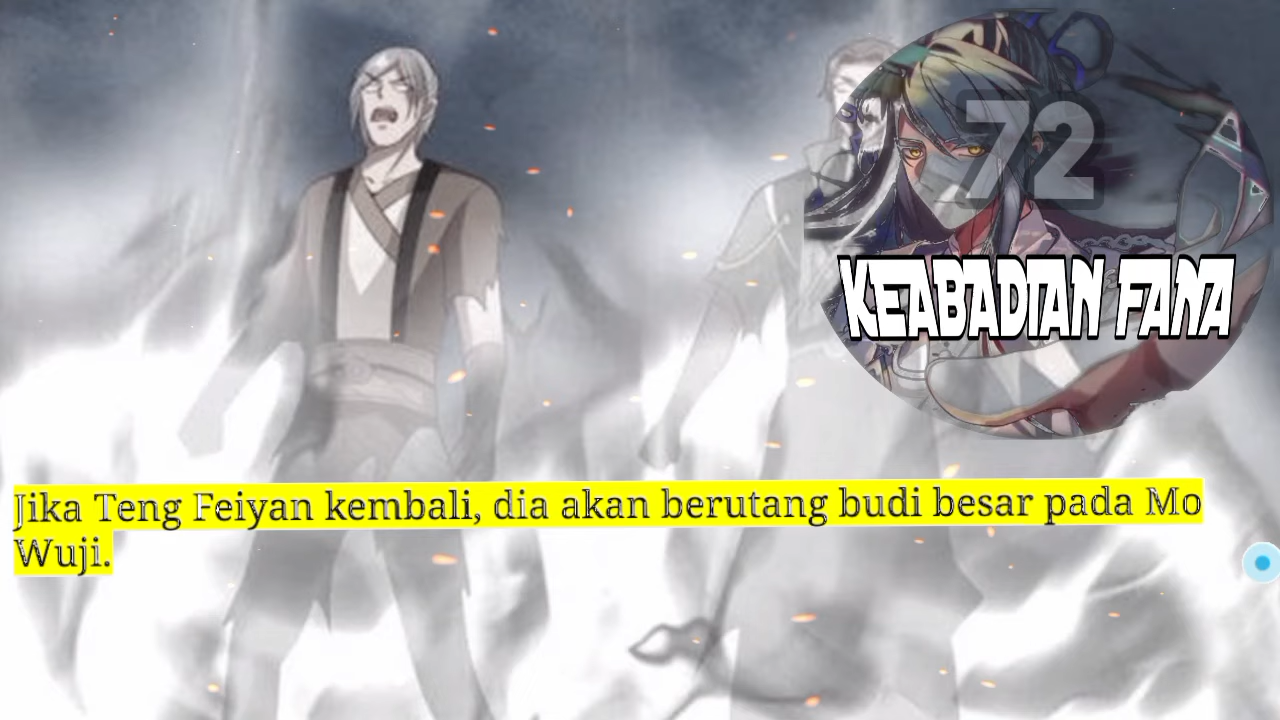 72
KEABADIAN FANA
Jika Teng Feiyan kembali, dia akan berutang budi besar pada Mo
Wuji.